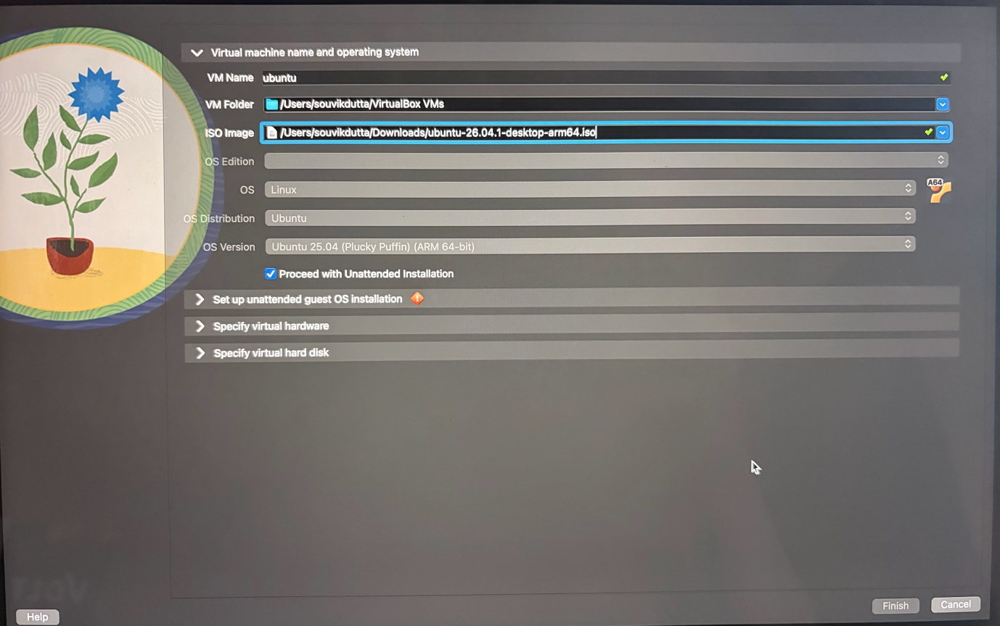 Virtual machine name and operating system
VM Name ubuntu
VM Folder /Users/souvikdutta/VirtualBox VMs
ISO Image /Users/souvikdutta/Downloads/ubuntu-26.04.1-desktop-arm64.iso
OS Edition
OS Linux A64
OS Distribution Ubuntu
OS Version Ubuntu 25.04 (Plucky Puffin) (ARM 64-bit)
Proceed with Unattended Installation
Set up unattended guest OS installation
Specify virtual hardware
Specify virtual hard disk
Help Finish Cancel